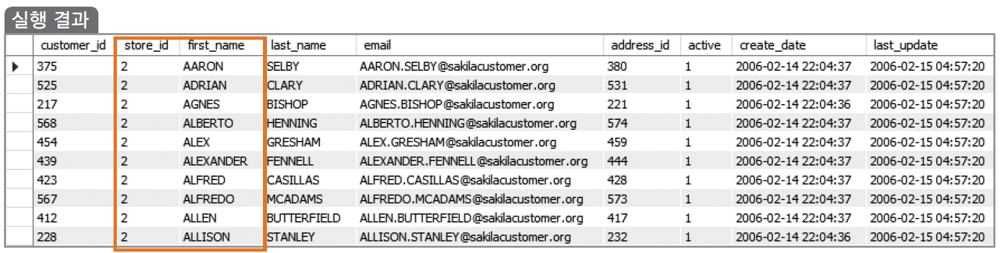 실행 결과
customer_id store_id first_name last_name email address_id active create_date last_update
375 2 AARON SELBY AARON.SELBY@sakilacustomer.org 380 1 2006-02-14 22:04:37 2006-02-15 04:57:20
525 2 ADRIAN CLARY ADRIAN.CLARY@sakilacustomer.org 531 1 2006-02-14 22:04:37 2006-02-15 04:57:20
217 2 AGNES BISHOP AGNES.BISHOP@sakilacustomer.org 221 1 2006-02-14 22:04:36 2006-02-15 04:57:20
568 2 ALBERTO HENNING ALBERTO.HENNING@sakilacustomer.org 574 1 2006-02-14 22:04:37 2006-02-15 04:57:20
454 2 ALEX GRESHAM ALEX.GRESHAM@sakilacustomer.org 459 1 2006-02-14 22:04:37 2006-02-15 04:57:20
439 2 ALEXANDER FENNELL ALEXANDER.FENNELL@sakilacustomer.org 444 1 2006-02-14 22:04:37 2006-02-15 04:57:20
423 2 ALFRED CASILLAS ALFRED.CASILLAS@sakilacustomer.org 428 1 2006-02-14 22:04:37 2006-02-15 04:57:20
567 2 ALFREDO MCADAMS ALFREDO.MCADAMS@sakilacustomer.org 573 1 2006-02-14 22:04:37 2006-02-15 04:57:20
412 2 ALLEN BUTTERFIELD ALLEN.BUTTERFIELD@sakilacustomer.org 417 1 2006-02-14 22:04:37 2006-02-15 04:57:20
228 2 ALLISON STANLEY ALLISON.STANLEY@sakilacustomer.org 232 1 2006-02-14 22:04:36 2006-02-15 04:57:20